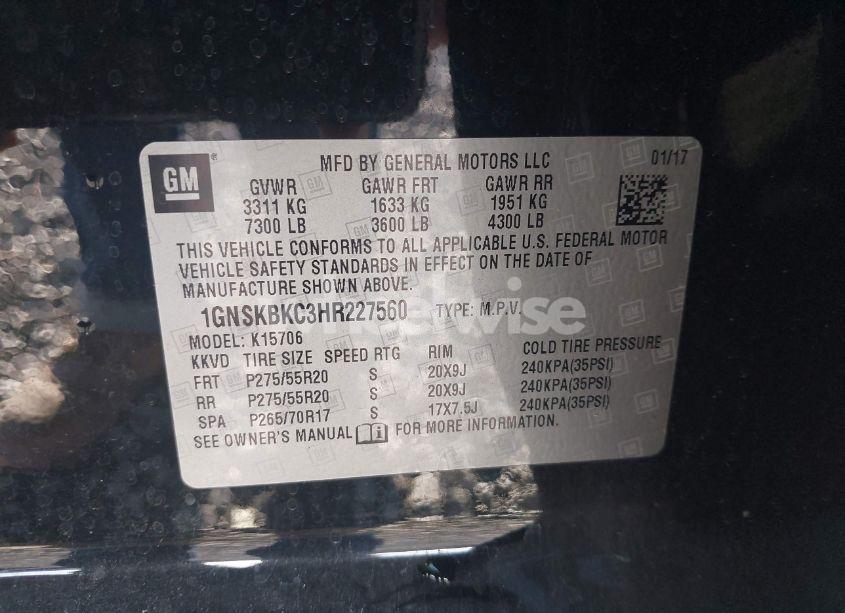 GM
MFD BY GENERAL MOTORS LLC 01/17
GVWR GAWR FRT GAWR RR
3311 KG 1633 KG 1951 KG
7300 LB 3600 LB 4300 LB
THIS VEHICLE CONFORMS TO ALL APPLICABLE U.S. FEDERAL MOTOR
VEHICLE SAFETY STANDARDS IN EFFECT ON THE DATE OF
MANUFACTURE SHOWN ABOVE.
1GNSKBKC3HR227560 TYPE: M.P.V.
MODEL: K15706
KKVD TIRE SIZE SPEED RTG RIM COLD TIRE PRESSURE
FRT P275/55R20 S 20X9J 240KPA(35PSI)
RR P275/55R20 S 20X9J 240KPA(35PSI)
SPA P265/70R17 S 17X7.5J 240KPA(35PSI)
SEE OWNER'S MANUAL FOR MORE INFORMATION.